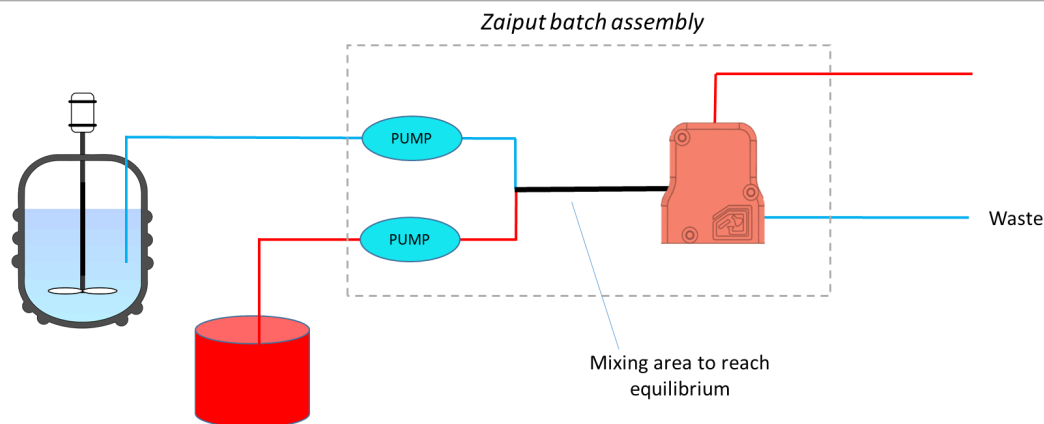 Zaiput batch assembly
PUMP
PUMP
Waste
Mixing area to reach
equilibrium